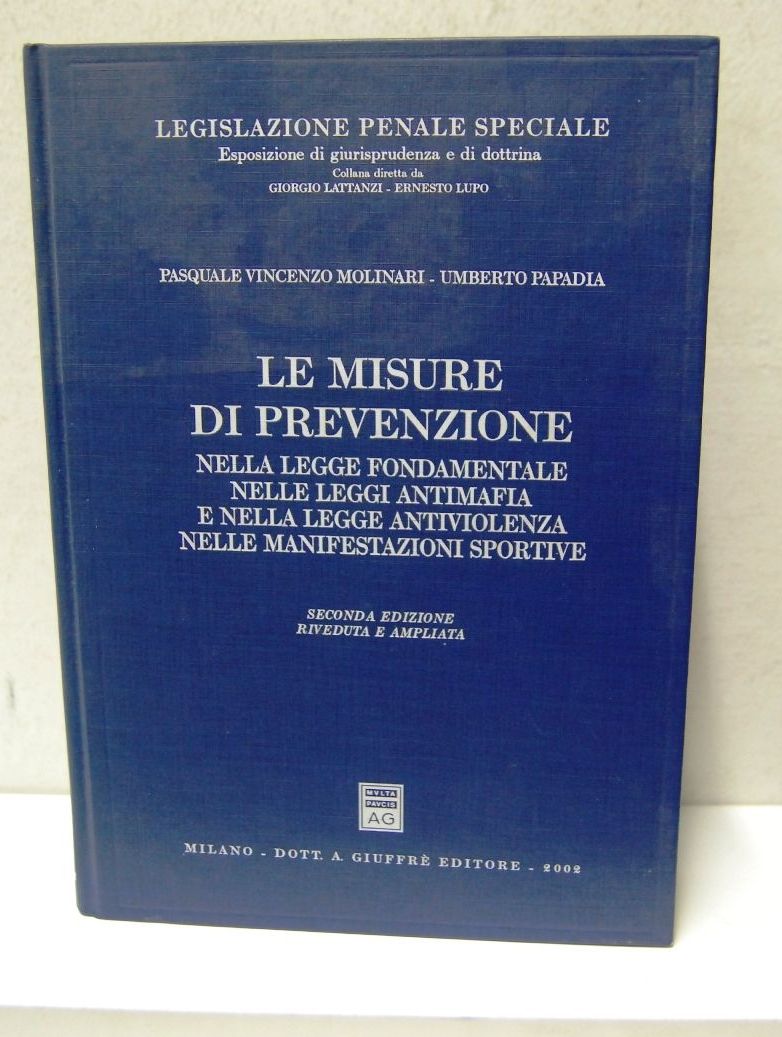 LEGISLAZIONE PENALE SPECIALE
Esposizione di giurisprudenza e di dottrina
Collana diretta da
GIORGIO LATTANZI - ERNESTO LUPO
PASQUALE VINCENZO MOLINARI - UMBERTO PAPADIA
LE MISURE
DI PREVENZIONE
NELLA LEGGE FONDAMENTALE
NELLE LEGGI ANTIMAFIA
E NELLA LEGGE ANTIVIOLENZA
NELLE MANIFESTAZIONI SPORTIVE
SECONDA EDIZIONE
RIVEDUTA E AMPLIATA
MVLTA
PAVCIS
AG
MILANO - DOTT. A. GIUFFRÈ EDITORE - 2002